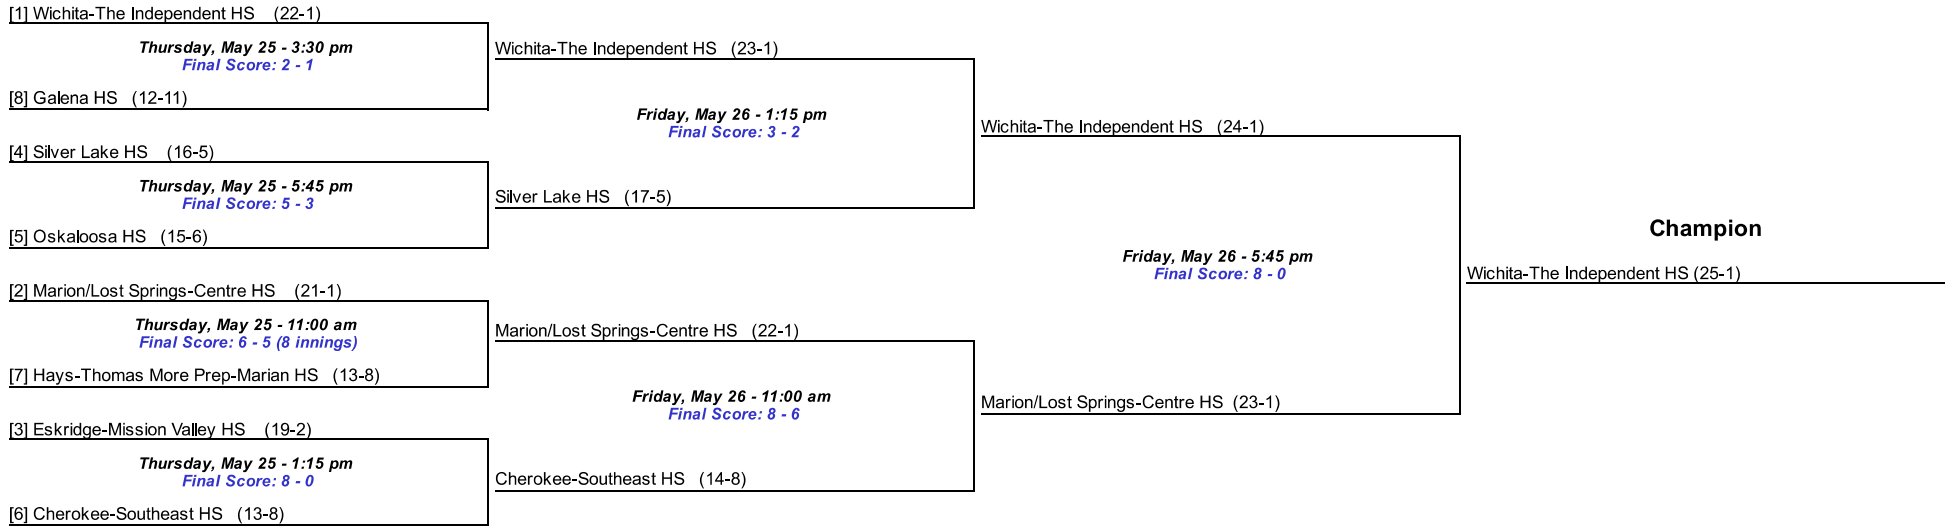 [1] Wichita-The Independent HS (22-1)
Thursday, May 25 - 3:30 pm
Final Score: 2 - 1
[8] Galena HS (12-11)
[4] Silver Lake HS (16-5)
Thursday, May 25 - 5:45 pm
Final Score: 5 - 3
[5] Oskaloosa HS (15-6)
[2] Marion/Lost Springs-Centre HS (21-1)
Thursday, May 25 - 11:00 am
Final Score: 6 - 5 (8 innings)
[7] Hays-Thomas More Prep-Marian HS (13-8)
[3] Eskridge-Mission Valley HS (19-2)
Thursday, May 25 - 1:15 pm
Final Score: 8 - 0
[6] Cherokee-Southeast HS (13-8)
Wichita-The Independent HS (23-1)
Friday, May 26 - 1:15 pm
Final Score: 3 - 2
Silver Lake HS (17-5)
Marion/Lost Springs-Centre HS (22-1)
Friday, May 26 - 11:00 am
Final Score: 8 - 6
Cherokee-Southeast HS (14-8)
Wichita-The Independent HS (24-1)
Friday, May 26 - 5:45 pm
Final Score: 8 - 0
Marion/Lost Springs-Centre HS (23-1)
Champion
Wichita-The Independent HS (25-1)